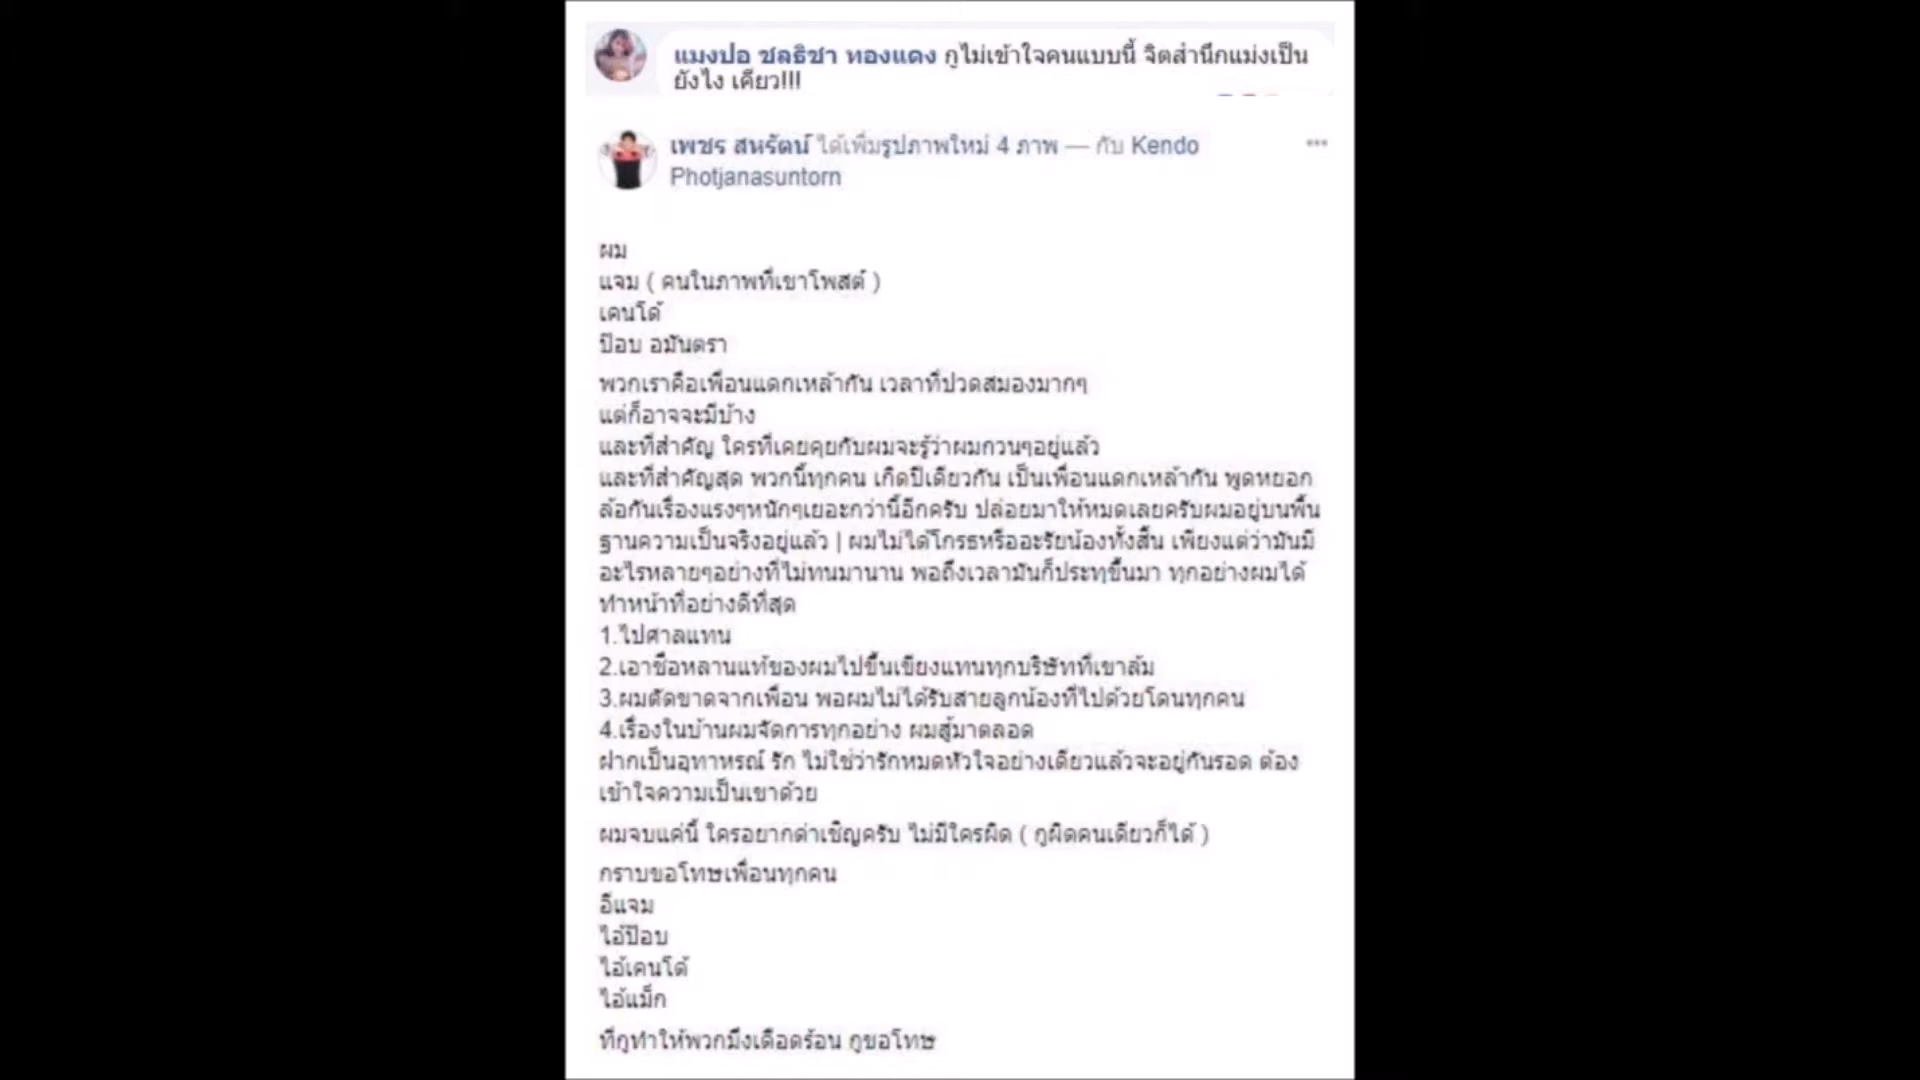 แมงปอ ชลธิชา ทองแดง กูไม่เข้าใจคนแบบนี้ จิตสำนึกแม่งเป็น
ยังไง เคียว!!!
เพชร สหรัตน์ ได้เพิ่มรูปภาพใหม่ 4 ภาพ — กับ Kendo
Photjanasuntorn
ผม
แจม ( คนในภาพที่เขาโพสต์ )
เคนโด้
ป๊อบ อมันตรา
พวกเราคือเพื่อนแดกเหล้ากัน เวลาที่ปวดสมองมากๆ
แต่ก็อาจจะมีบ้าง
และที่สำคัญ ใครที่เคยคุยกับผมจะรู้ว่าผมกวนๆอยู่แล้ว
และที่สำคัญสุด พวกนี้ทุกคน เกิดปีเดียวกัน เป็นเพื่อนแดกเหล้ากัน พูดหยอก
ล้อกันเรื่องแรงๆหนักๆเยอะกว่านี้อีกครับ ปล่อยมาให้หมดเลยครับผมอยู่บนพื้น
ฐานความเป็นจริงอยู่แล้ว | ผมไม่ได้โกรธหรืออะรัยน้องทั้งสิ้น เพียงแต่ว่ามันมี
อะไรหลายๆอย่างที่ไม่ทนมานาน พอถึงเวลามันก็ประทุขึ้นมา ทุกอย่างผมได้
ทำหน้าที่อย่างดีที่สุด
1.ไปศาลแทน
2.เอาชื่อหลานแท้ของผมไปขึ้นเขียงแทนทุกบริษัทที่เขาล้ม
3.ผมตัดขาดจากเพื่อน พอผมไม่ได้รับสายลูกน้องที่ไปด้วยโดนทุกคน
4.เรื่องในบ้านผมจัดการทุกอย่าง ผมสู้มาตลอด
ฝากเป็นอุทาหรณ์ รัก ไม่ใช่ว่ารักหมดหัวใจอย่างเดียวแล้วจะอยู่กันรอด ต้อง
เข้าใจความเป็นเขาด้วย
ผมจบแค่นี้ ใครอยากด่าเชิญครับ ไม่มีใครผิด ( กูผิดคนเดียวก็ได้ )
กราบขอโทษเพื่อนทุกคน
อีแจม
ไอ้ป๊อบ
ไอ้เคนโด้
ไอ้แม็ก
ที่กูทำให้พวกมึงเดือดร้อน กูขอโทษ